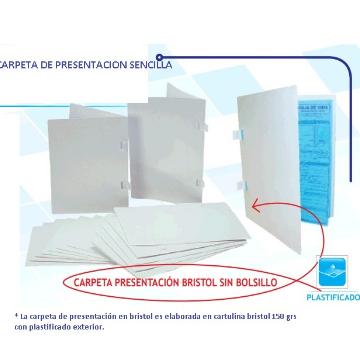 CARPETA DE PRESENTACION SENCILLA
CARPETA PRESENTACIÓN BRISTOL SIN BOLSILLO
PLASTIFICADO
* La carpeta de presentación en bristol es elaborada en cartulina bristol 150 grs
con plastificado exterior.